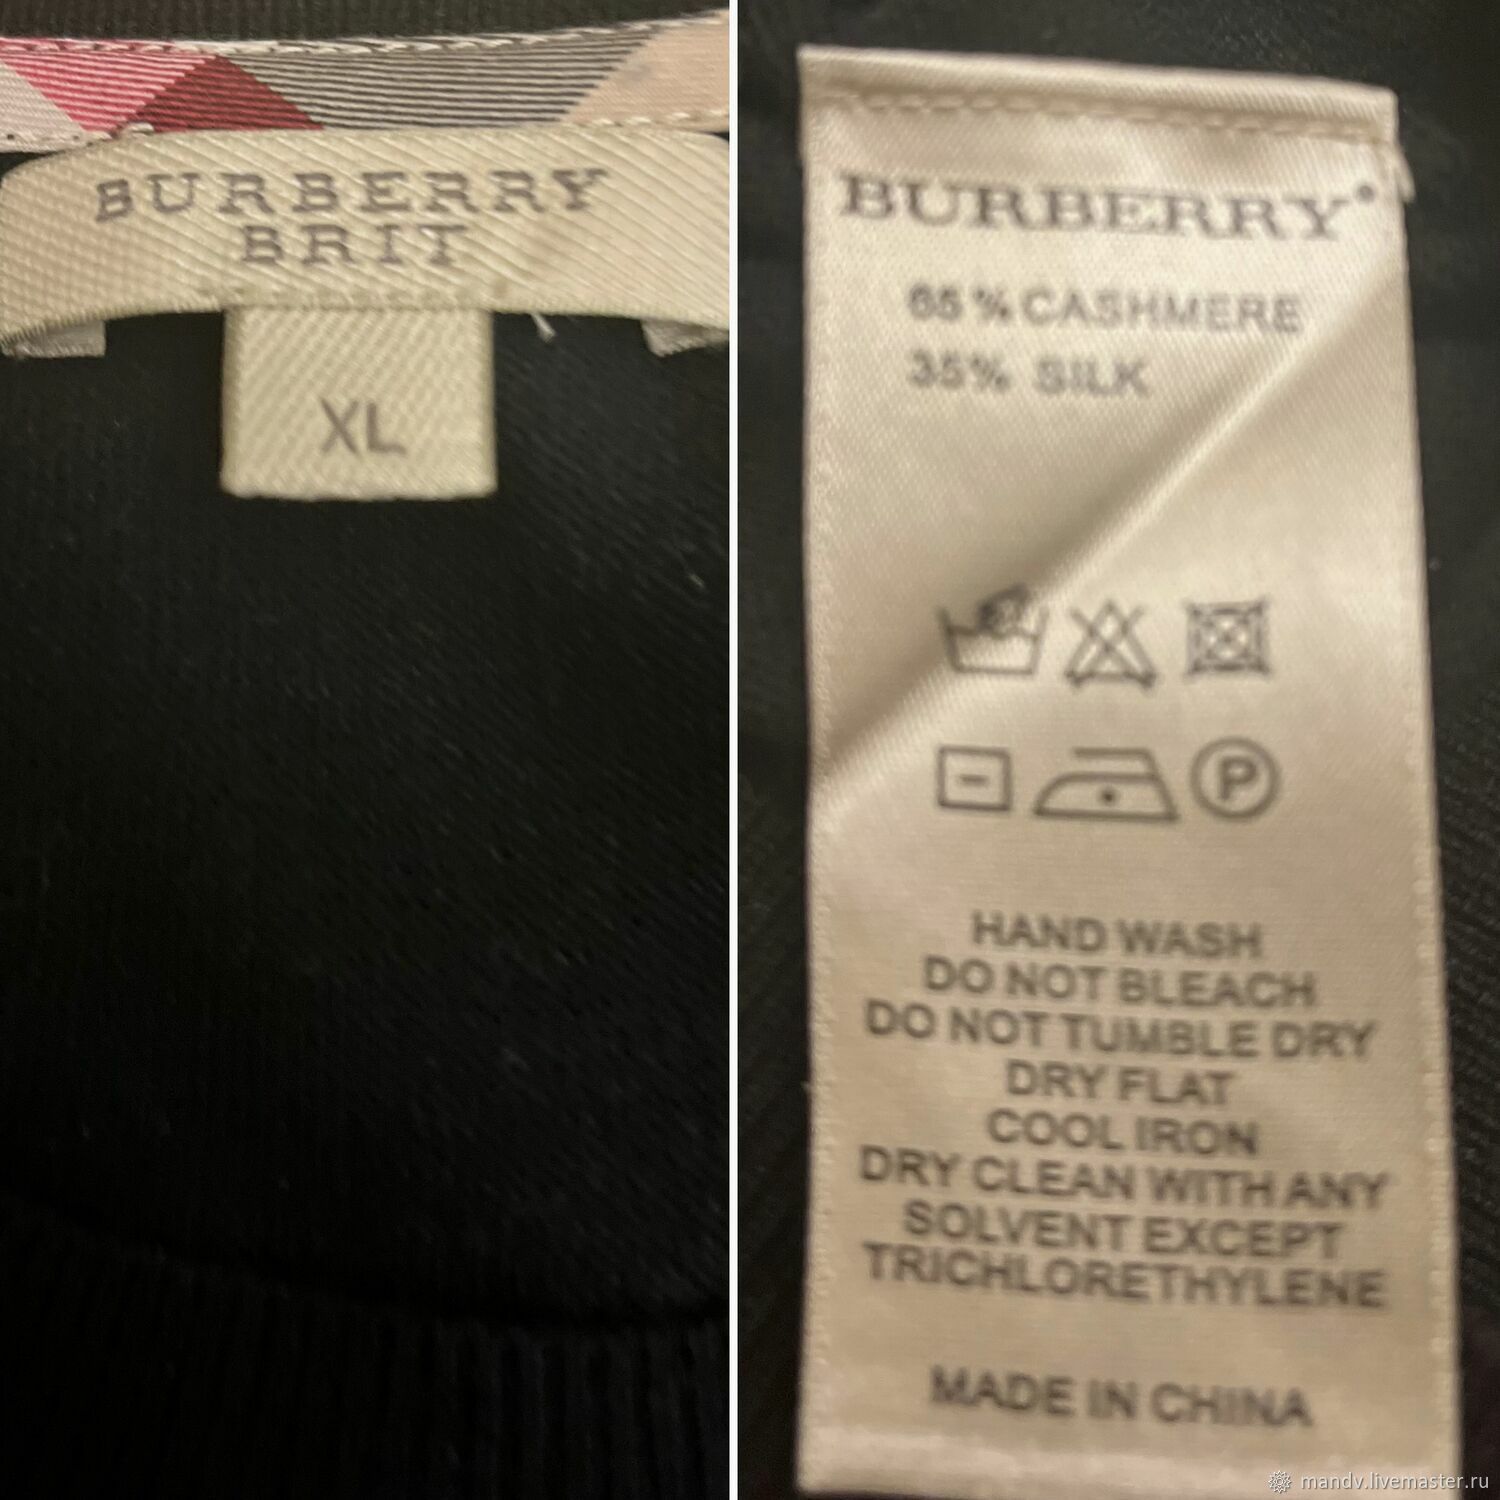 BURBERRY
BRIT
XL
BURBERRY®
65% CASHMERE
35% SILK
P
HAND WASH
DO NOT BLEACH
DO NOT TUMBLE DRY
DRY FLAT
COOL IRON
DRY CLEAN WITH ANY
SOLVENT EXCEPT
TRICHLORETHYLENE
MADE IN CHINA
mandv.livemaster.ru